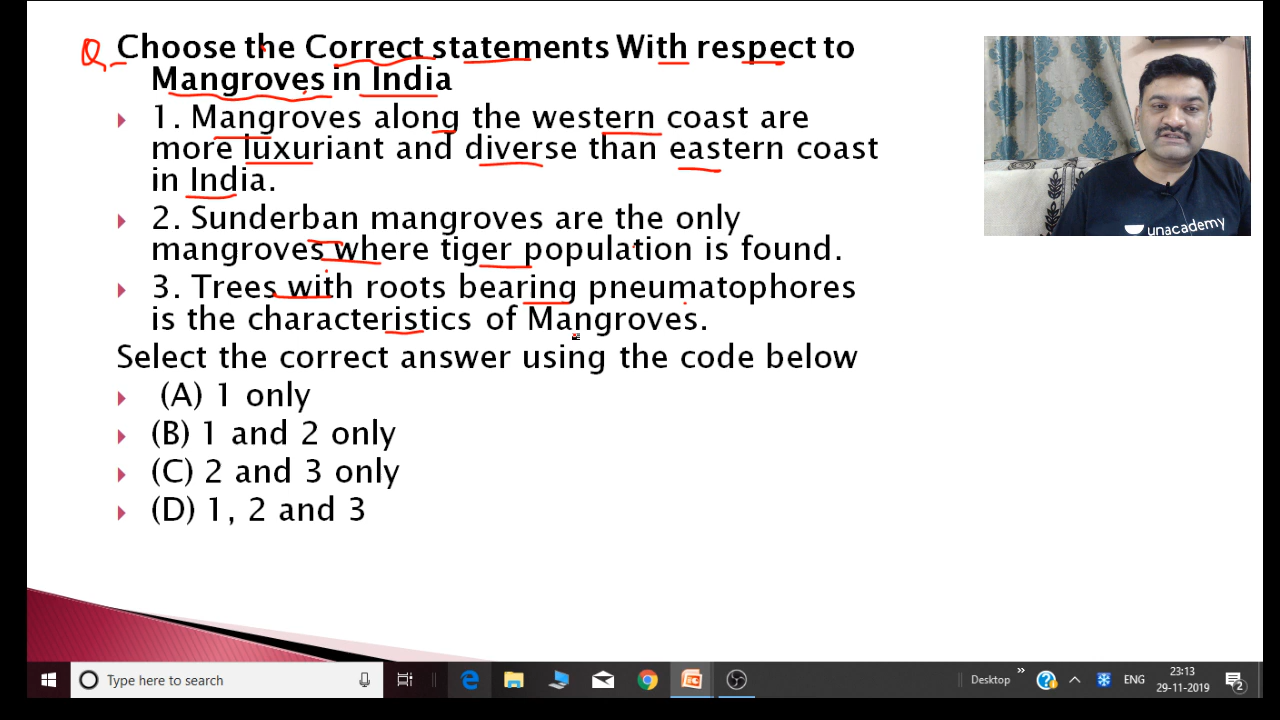 Q. Choose the Correct statements With respect to
Mangroves in India
1. Mangroves along the western coast are
more luxuriant and diverse than eastern coast
in India.
2. Sunderban mangroves are the only
mangroves where tiger population is found.
3. Trees with roots bearing pneumatophores
is the characteristics of Mangroves.
Select the correct answer using the code below
(A) 1 only
(B) 1 and 2 only
(C) 2 and 3 only
(D) 1, 2 and 3
unacademy
Type here to search
Desktop
ENG
23:13
29-11-2019
2